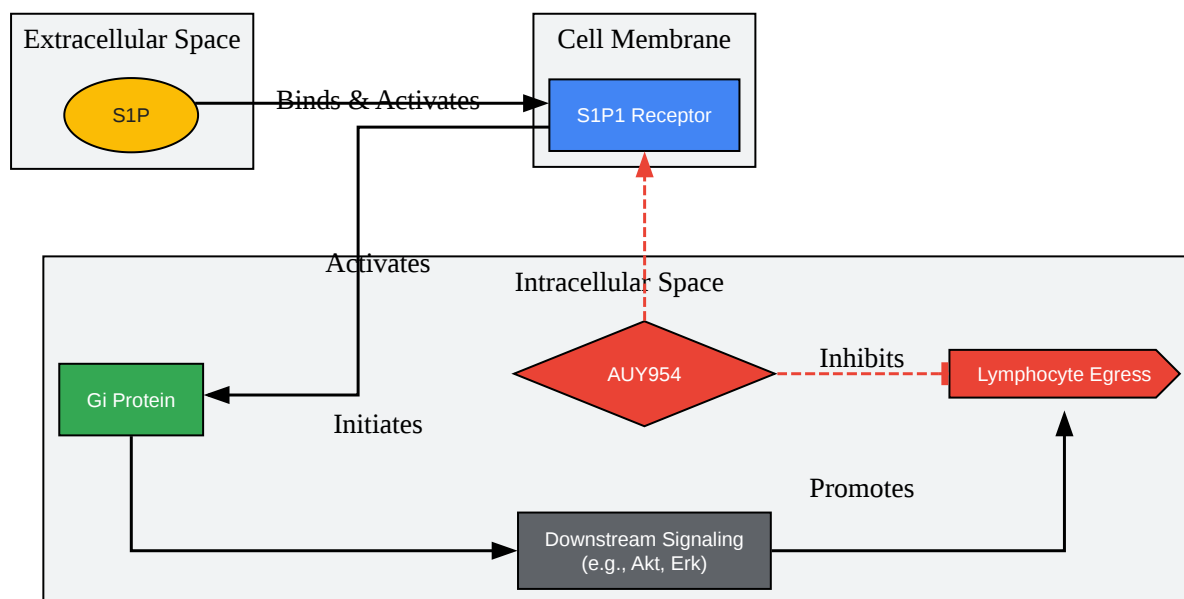 Extracellular Space
Cell Membrane
S1P
Binds & Activates
S1P1 Receptor
Activates
Intracellular Space
AUY954
Inhibits
Lymphocyte Egress
Gi Protein
Initiates
Promotes
Downstream Signaling
(e.g., Akt, Erk)